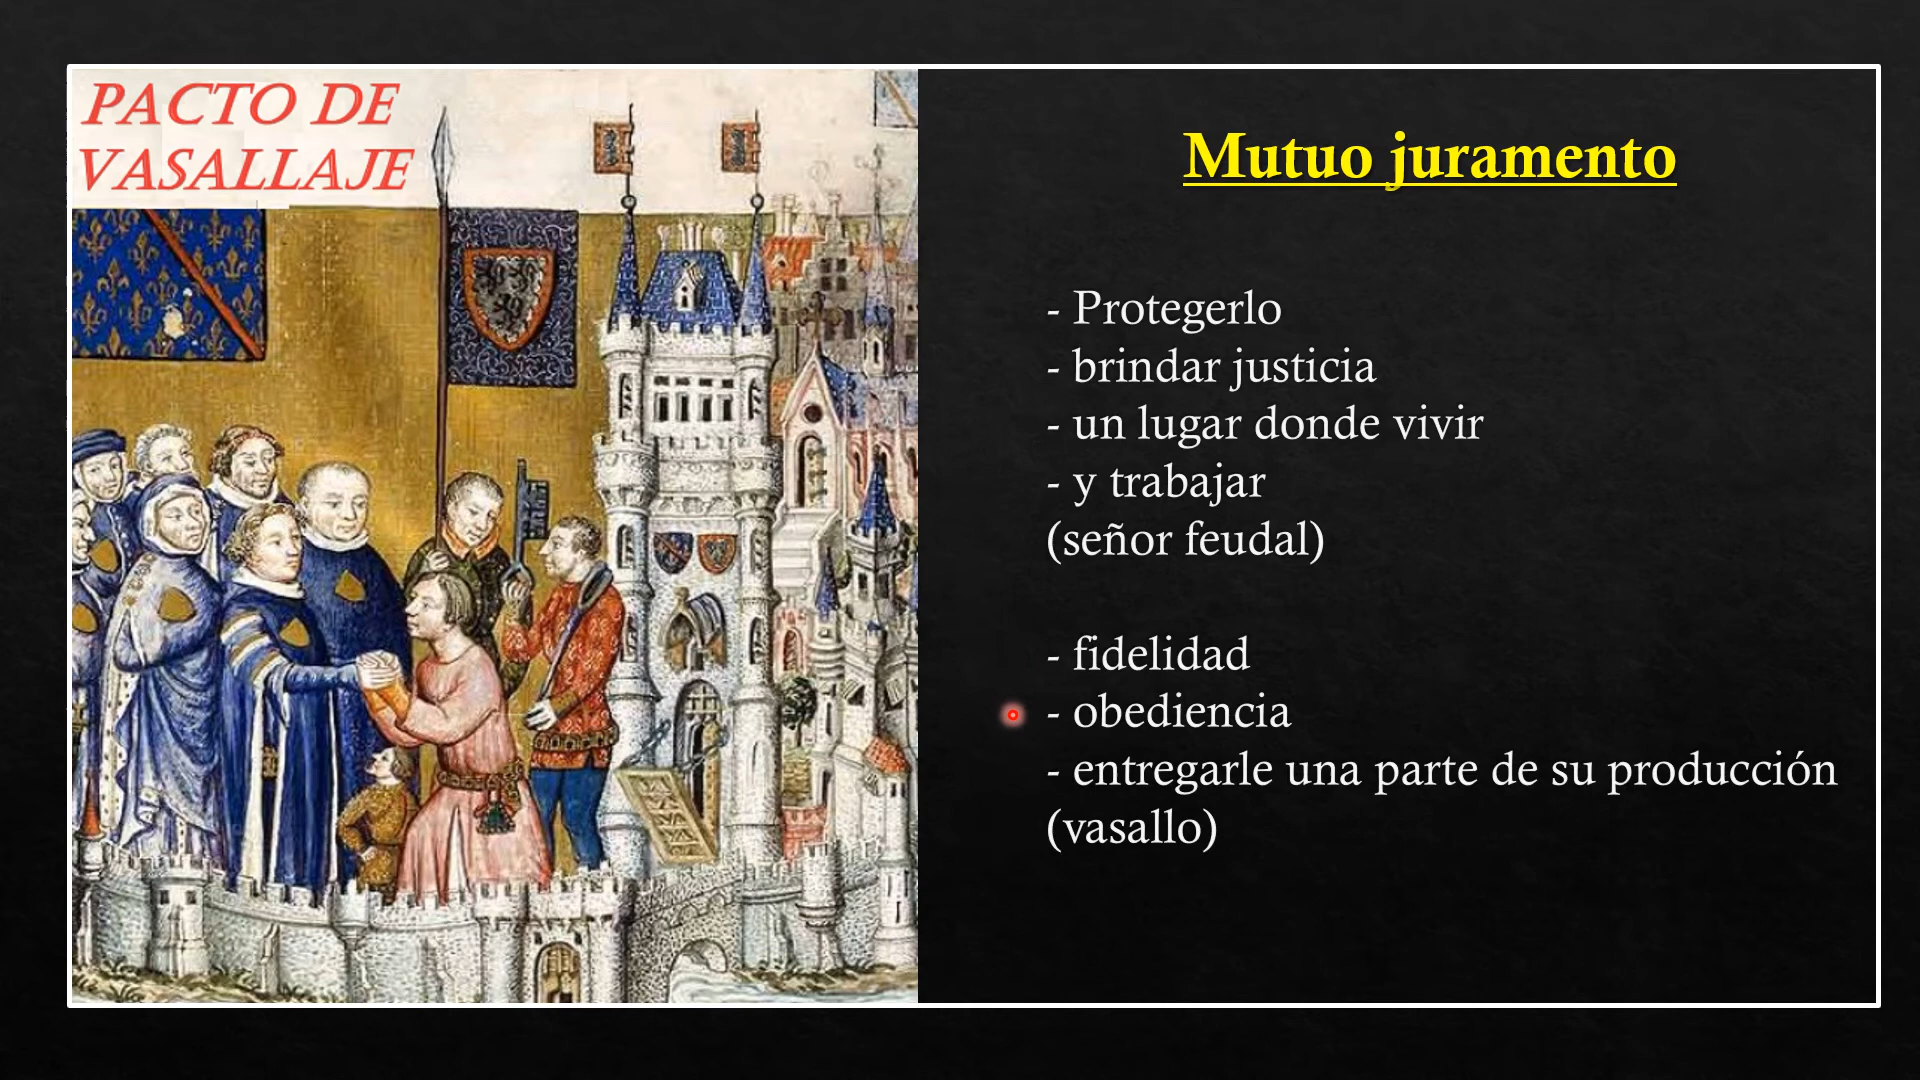 PACTO DE
VASALLAJE
Mutuo juramento
- Protegerlo
- brindar justicia
- un lugar donde vivir
- y trabajar
(señor feudal)
- fidelidad
- obediencia
- entregarle una parte de su producción
(vasallo)